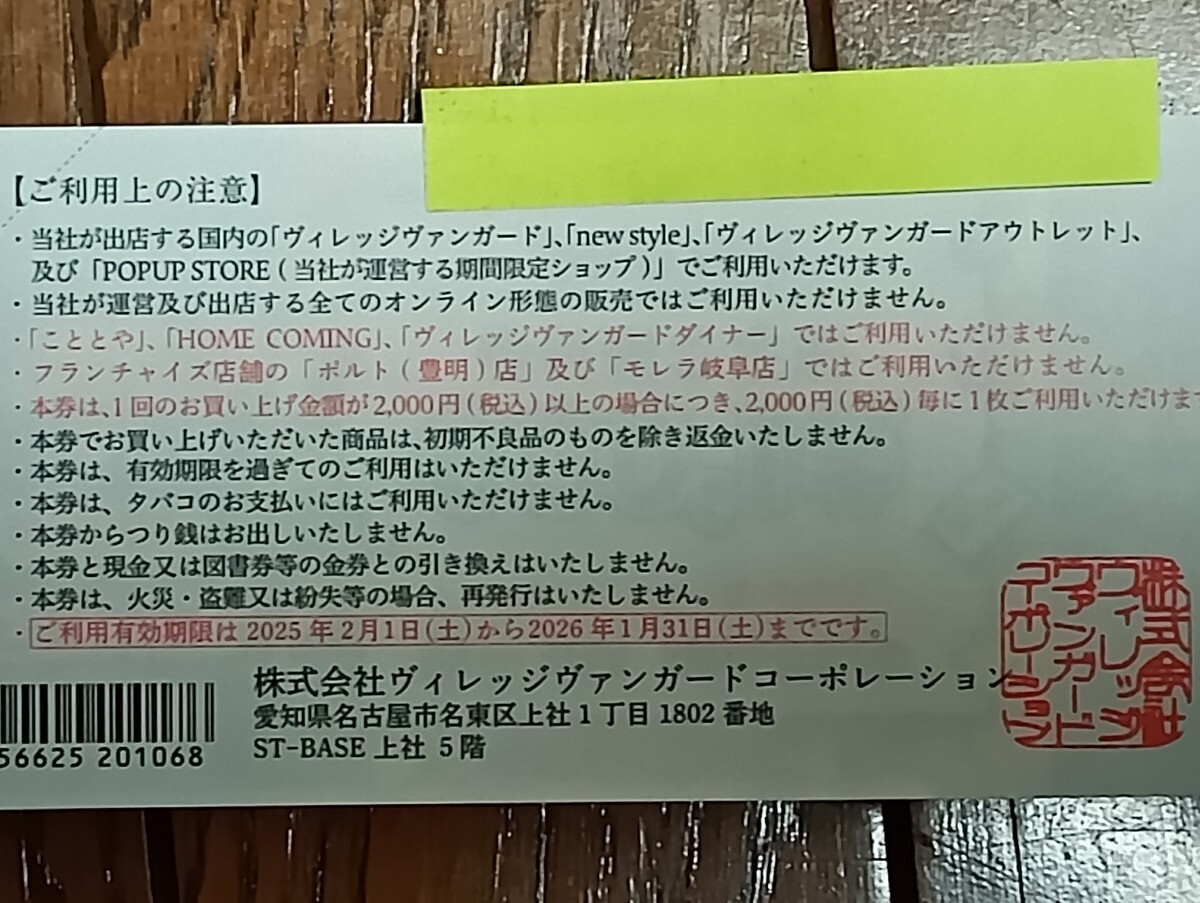 【ご利用上の注意】
・当社が出店する国内の「ヴィレッジヴァンガード」、「new style」、「ヴィレッジヴァンガードアウトレット」、
及び「POPUP STORE ( 当社が運営する期間限定ショップ )」でご利用いただけます。
・当社が運営及び出店する全てのオンライン形態の販売ではご利用いただけません。
・「こととや」、「HOME COMING」、「ヴィレッジヴァンガードダイナー」ではご利用いただけません。
・フランチャイズ店舗の「ポルト ( 豊明 ) 店」及び「モレラ岐阜店」ではご利用いただけません。
・本券は、1回のお買い上げ金額が2,000円 (税込) 以上の場合につき、2,000円 (税込) 毎に1枚ご利用いただけま
・本券でお買い上げいただいた商品は、初期不良品のものを除き返金いたしません。
・本券は、有効期限を過ぎてのご利用はいただけません。
・本券は、タバコのお支払いにはご利用いただけません。
・本券からつり銭はお出しいたしません。
・本券と現金又は図書券等の金券との引き換えはいたしません。
・本券は、火災・盗難又は紛失等の場合、再発行はいたしません。
・ご利用有効期限は 2025年2月1日(土)から2026年1月31日(土)までです。
株式会社ヴィレッジヴァンガードコーポレーション
愛知県名古屋市名東区上社1丁目1802番地
ST-BASE 上社 5階
56625 201068
株式会社
ヴィレッジ
ヴァンガード
コーポレーション